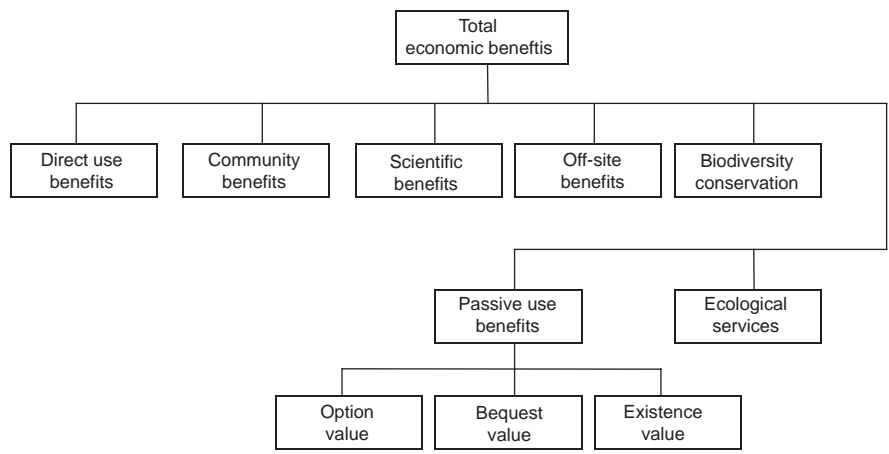 Total
economic beneftis
Direct use
benefits
Community
benefits
Scientific
benefits
Off-site
benefits
Biodiversity
conservation
Passive use
benefits
Ecological
services
Option
value
Bequest
value
Existence
value